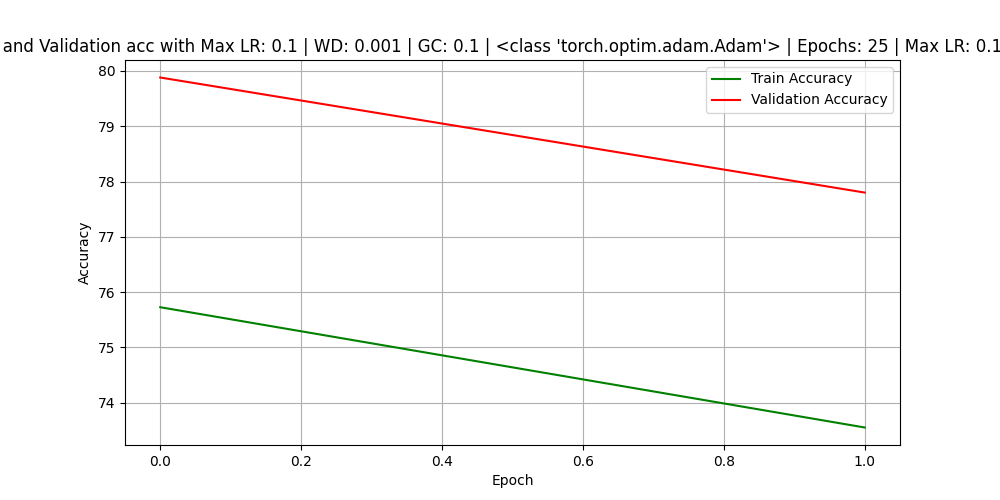 and Validation acc with Max LR: 0.1 | WD: 0.001 | GC: 0.1 | <class 'torch.optim.adam.Adam'> | Epochs: 25 | Max LR: 0.1
Train Accuracy
Validation Accuracy
80
79
78
77
76
75
74
Accuracy
0.0 0.2 0.4 0.6 0.8 1.0
Epoch